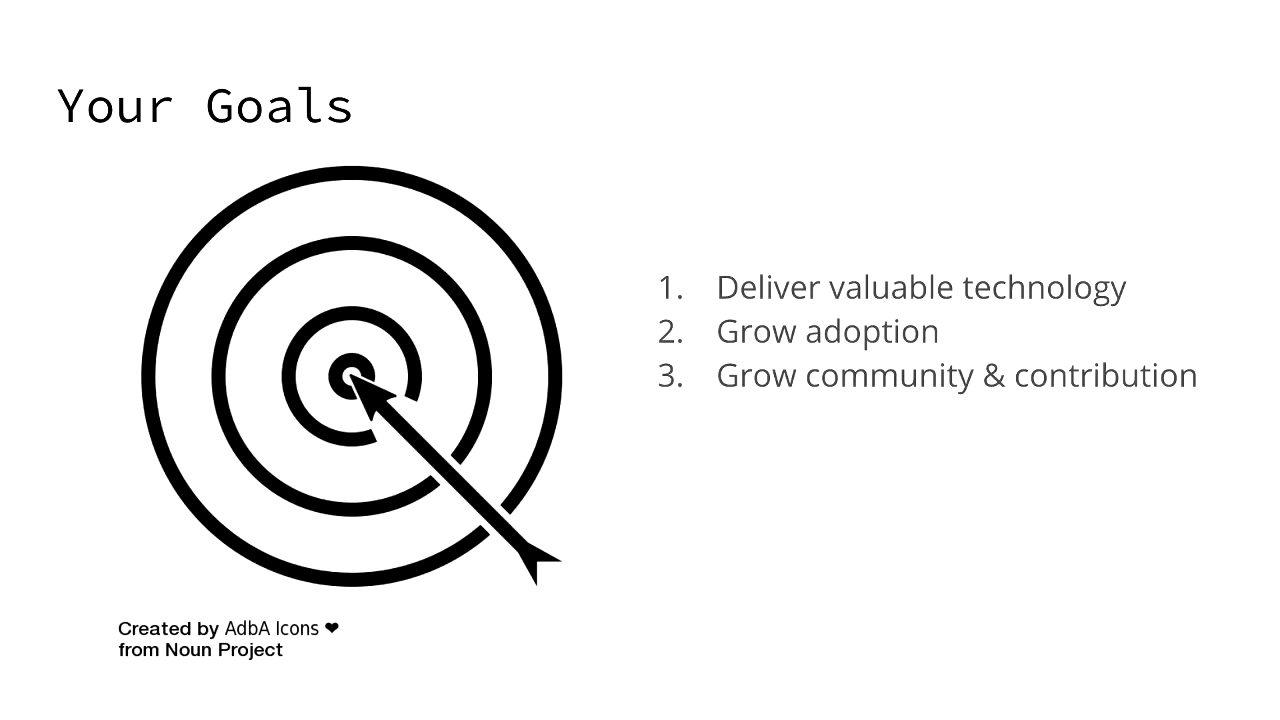 Your Goals
1. Deliver valuable technology
2. Grow adoption
3. Grow community & contribution
Created by AdbA Icons ❤
from Noun Project